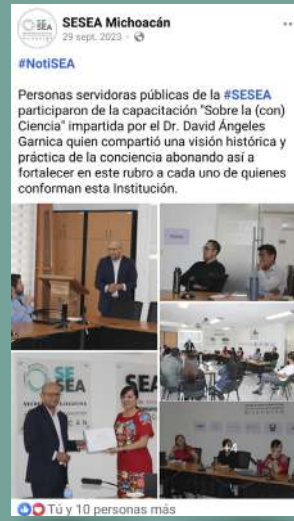 SESEA Michoacán
29 sept. 2023
#NotiSEA
Personas servidoras públicas de la #SESEA
participaron de la capacitación "Sobre la (con)
Ciencia" impartida por el Dr. David Ángeles
Garnica quien compartió una visión histórica y
práctica de la conciencia abonando así a
fortalecer en este rubro a cada uno de quienes
conforman esta Institución.
SE
SEA
SEA
Tú y 10 personas más